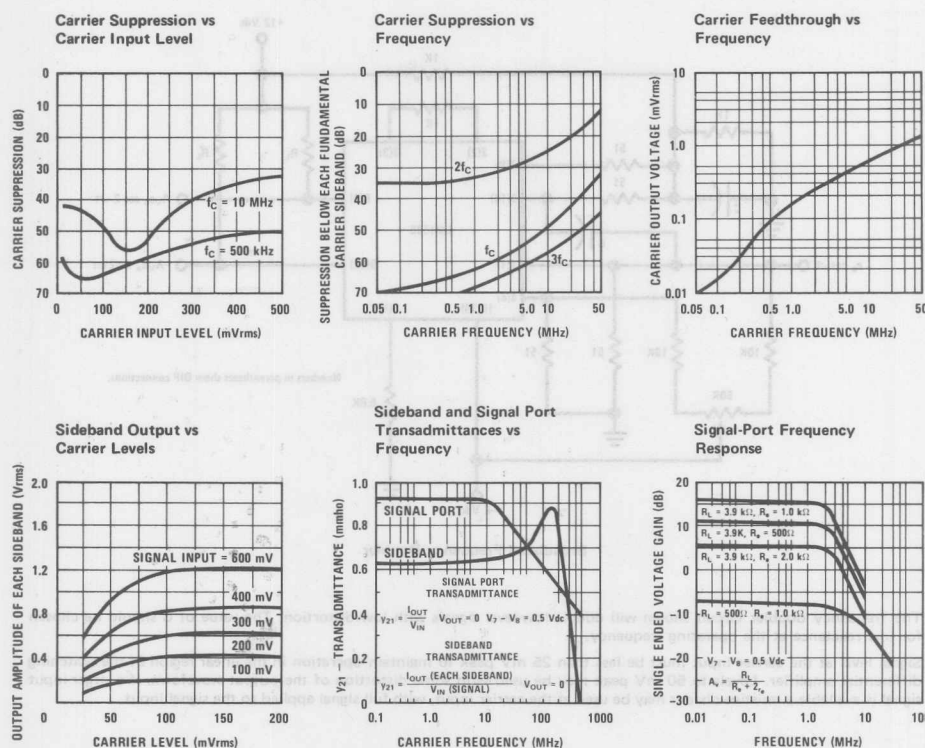 Carrier Suppression vs
Carrier Input Level
CARRIER SUPPRESSION (dB)
0
10
20
30
40
50
60
70
f_C = 10 MHz
f_C = 500 kHz
0 100 200 300 400 500
CARRIER INPUT LEVEL (mVrms)
Carrier Suppression vs
Frequency
SUPPRESSION BELOW EACH FUNDAMENTAL
CARRIER SIDEBAND (dB)
0
10
20
30
40
50
60
70
2f_C
f_C
3f_C
0.05 0.1 0.5 1.0 5.0 10 50
CARRIER FREQUENCY (MHz)
Carrier Feedthrough vs
Frequency
CARRIER OUTPUT VOLTAGE (mVrms)
10
1.0
0.1
0.01
0.05 0.1 0.5 1.0 5.0 10 50
CARRIER FREQUENCY (MHz)
Sideband Output vs
Carrier Levels
OUTPUT AMPLITUDE OF EACH SIDEBAND (Vrms)
2.0
1.6
1.2
0.8
0.4
0
SIGNAL INPUT = 600 mV
400 mV
300 mV
200 mV
100 mV
0 50 100 150 200
CARRIER LEVEL (mVrms)
Sideband and Signal Port
Transadmittances vs
Frequency
Y21 TRANSADMITTANCE (mmho)
1.0
0.8
0.6
0.4
0.2
0
SIGNAL PORT
SIDEBAND
SIGNAL PORT
TRANSADMITTANCE
Y21 = I_OUT / V_IN V_OUT = 0 V7 – V8 = 0.5 Vdc
SIDEBAND
TRANSADMITTANCE
Y21 = I_OUT (EACH SIDEBAND) / V_IN (SIGNAL) V_OUT = 0
0.1 1.0 10 100 1000
CARRIER FREQUENCY (MHz)
Signal-Port Frequency
Response
SINGLE ENDED VOLTAGE GAIN (dB)
20
10
0
-10
-20
-30
R_L = 3.9 kΩ, R_e = 1.0 kΩ
R_L = 3.9K, R_e = 500Ω
R_L = 3.9 kΩ, R_e = 2.0 kΩ
R_L = 500Ω R_e = 1.0 kΩ
V7 – V8 = 0.5 Vdc
A_v = R_L / R_e + 2r_e
0.01 0.1 1.0 10 100
FREQUENCY (MHz)